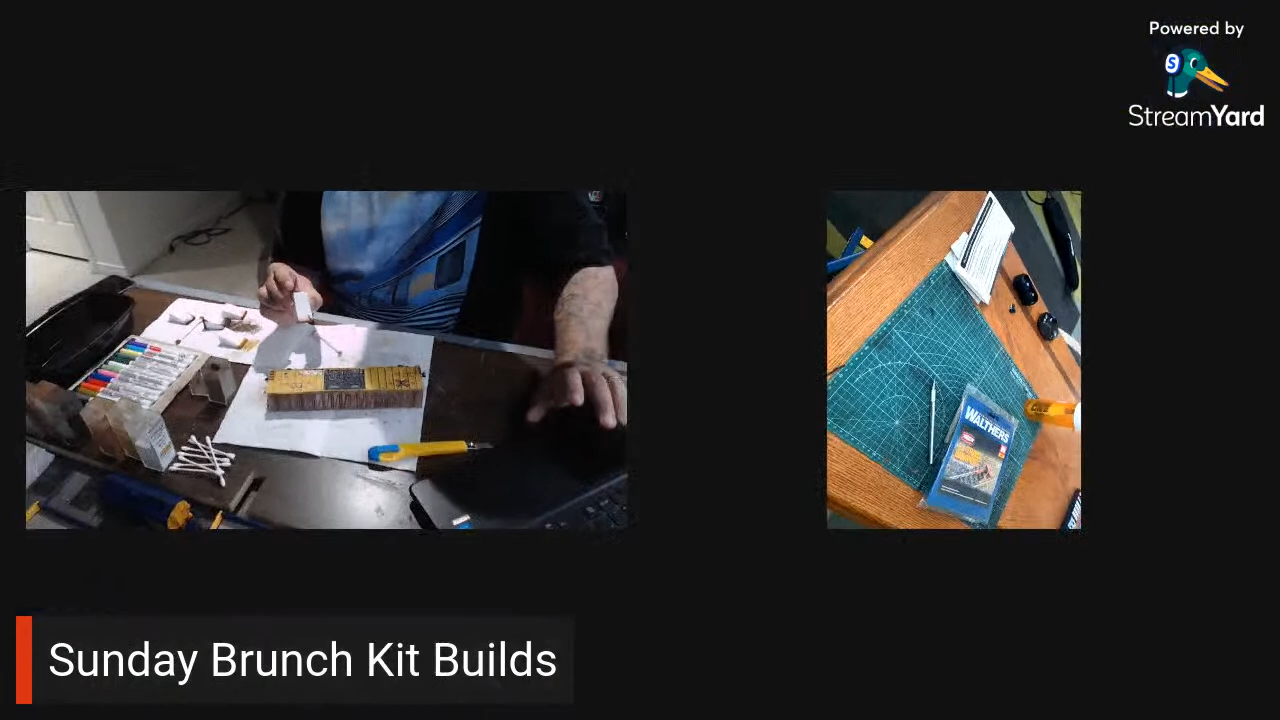 Powered by
S
StreamYard
WALTHERS
Sunday Brunch Kit Builds